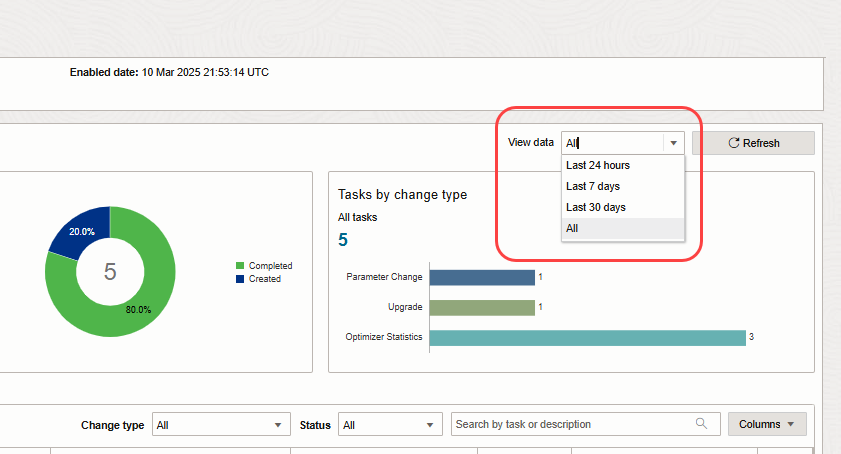 Enabled date: 10 Mar 2025 21:53:14 UTC
View data All Refresh
Last 24 hours
Last 7 days
Last 30 days
All
20.0%
5
80.0%
Completed
Created
Tasks by change type
All tasks
5
Parameter Change 1
Upgrade 1
Optimizer Statistics 3
Change type All Status All Search by task or description Columns